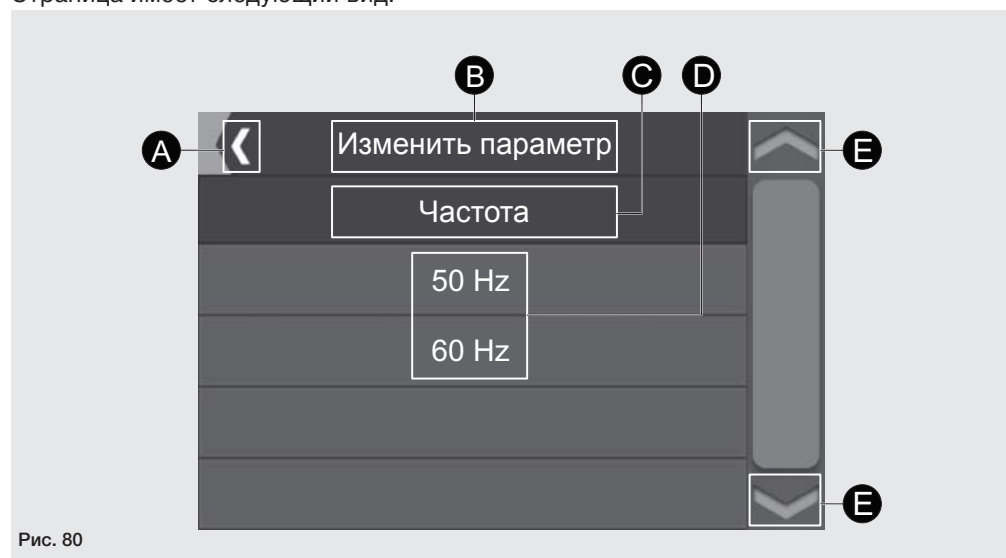 Страница имеет следующий вид:
B C D
A Изменить параметр E
Частота
50 Hz
60 Hz
E
Рис. 80